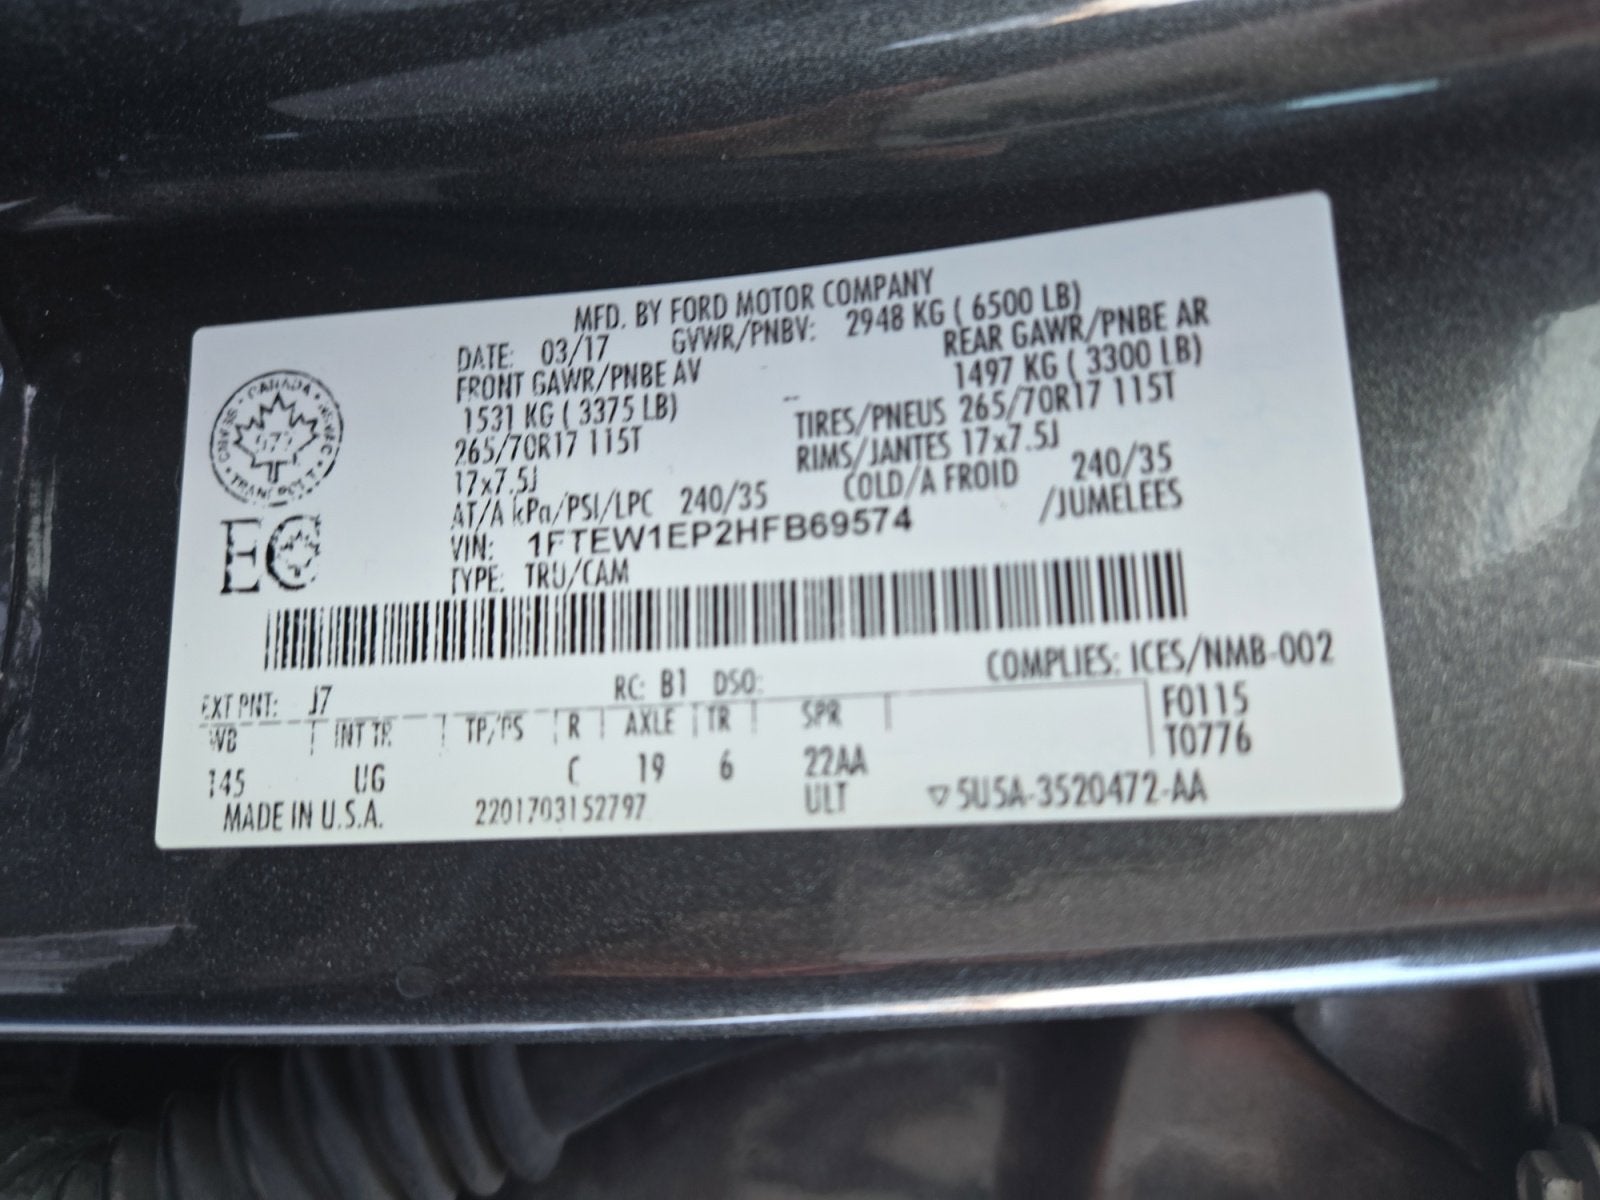 MFD. BY FORD MOTOR COMPANY
DATE: 03/17 GVWR/PNBV: 2948 KG ( 6500 LB)
FRONT GAWR/PNBE AV REAR GAWR/PNBE AR
1531 KG ( 3375 LB) -- 1497 KG ( 3300 LB)
265/70R17 115T TIRES/PNEUS 265/70R17 115T
17x7.5J RIMS/JANTES 17x7.5J
AT/A kPa/PSI/LPC 240/35 COLD/A FROID 240/35
VIN: 1FTEW1EP2HFB69574 /JUMELEES
TYPE: TRU/CAM
CANADA
TRANSPORT
EC
COMPLIES: ICES/NMB-002
EXT PNT: J7 RC: B1 DSO:
WB INT TR TP/PS R AXLE TR SPR F0115
145 UG C 19 6 22AA T0776
MADE IN U.S.A. 2201703152797 ULT ▽5U5A-3520472-AA